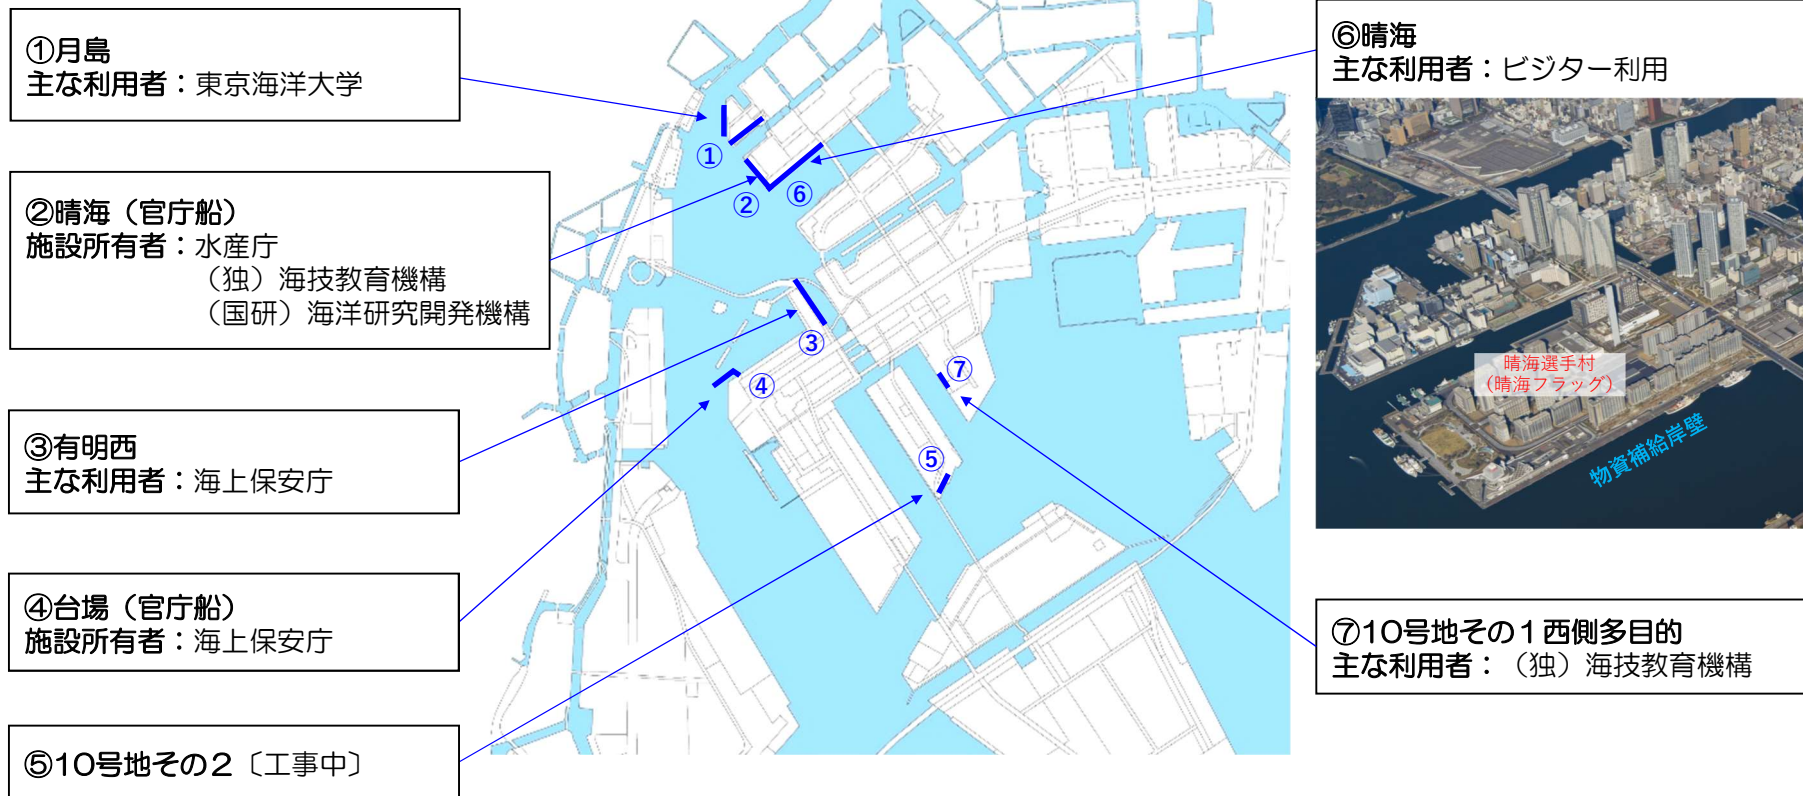 ①月島
主な利用者：東京海洋大学
②晴海（官庁船）
施設所有者：水産庁
（独）海技教育機構
（国研）海洋研究開発機構
③有明西
主な利用者：海上保安庁
④台場（官庁船）
施設所有者：海上保安庁
⑤10号地その２〔工事中〕
①
②
⑥
③
④
⑦
⑤
⑥晴海
主な利用者：ビジター利用
晴海選手村
（晴海フラッグ）
物資補給岸壁
⑦10号地その１西側多目的
主な利用者：（独）海技教育機構